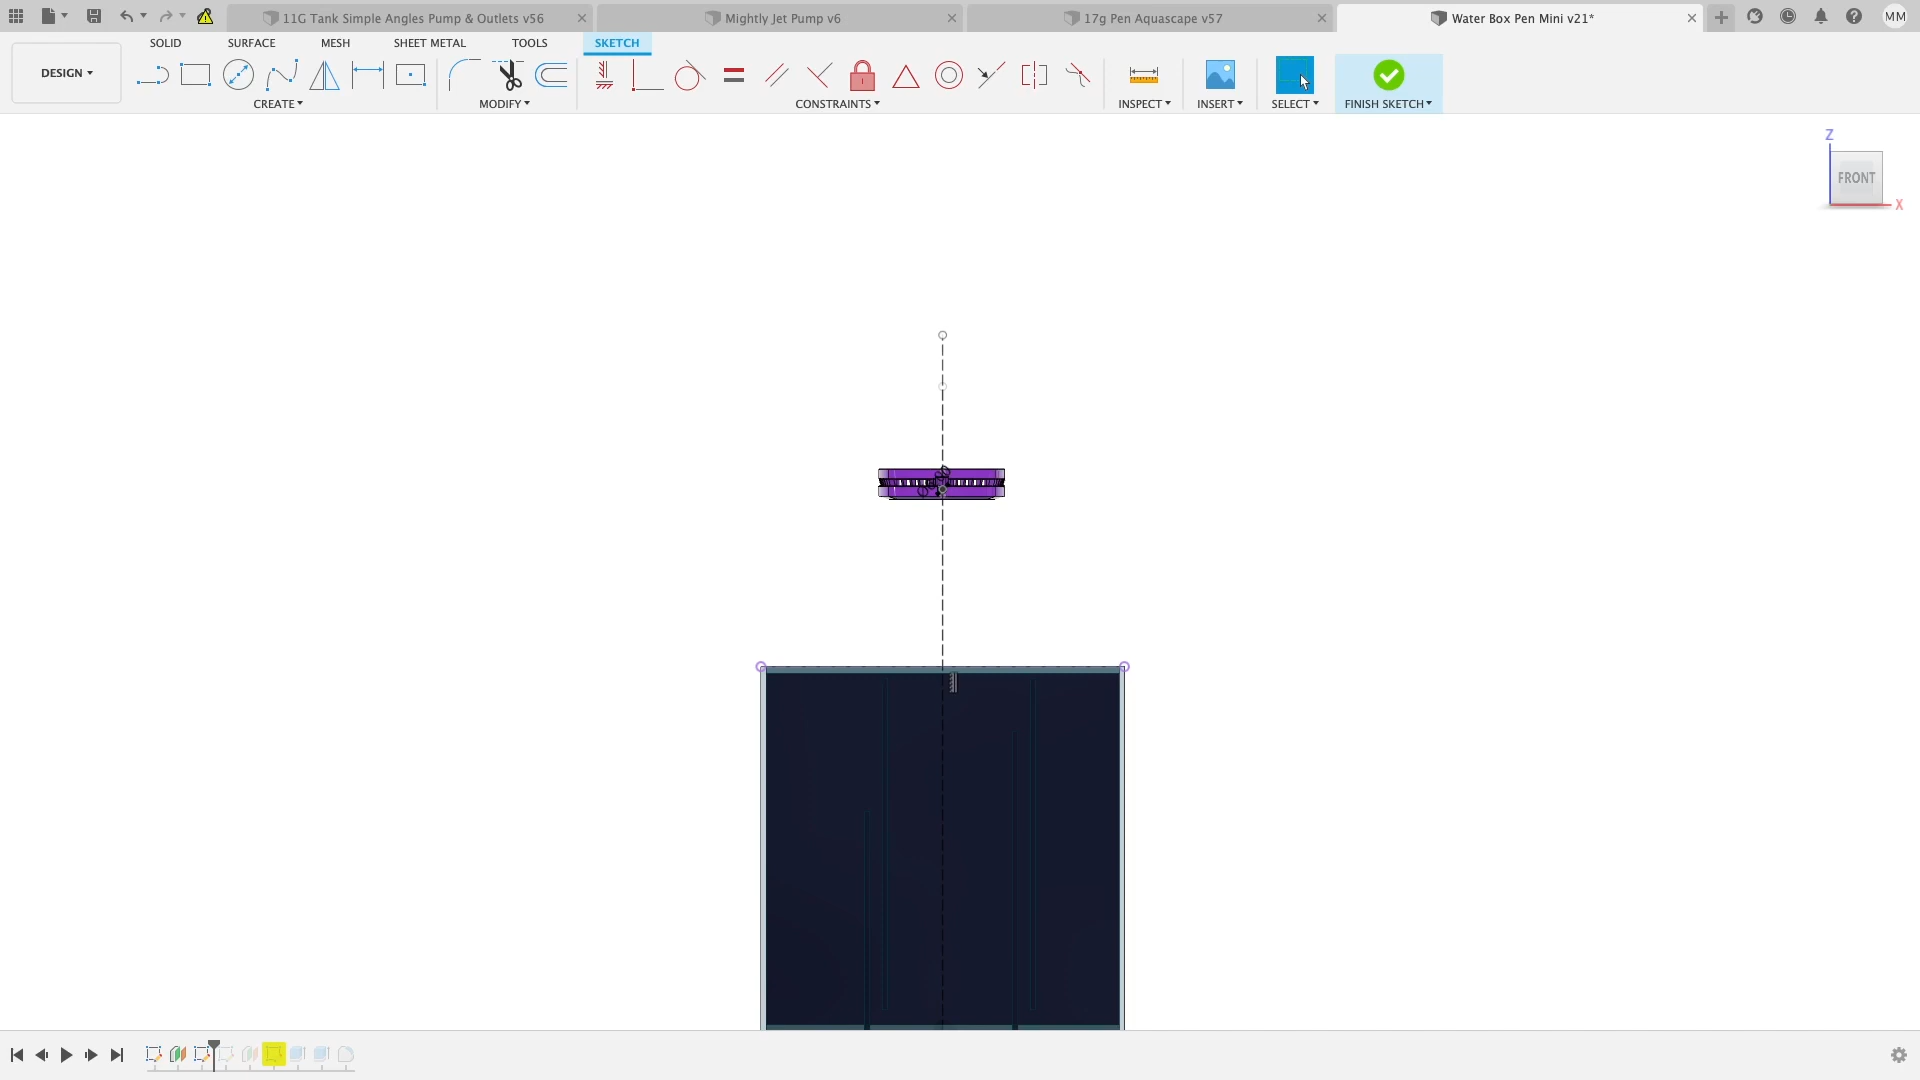 11G Tank Simple Angles Pump & Outlets v56
Mightly Jet Pump v6
17g Pen Aquascape v57
Water Box Pen Mini v21*
MM
SOLID
SURFACE
MESH
SHEET METAL
TOOLS
SKETCH
DESIGN
CREATE
MODIFY
CONSTRAINTS
INSPECT
INSERT
SELECT
FINISH SKETCH
Z
FRONT
X